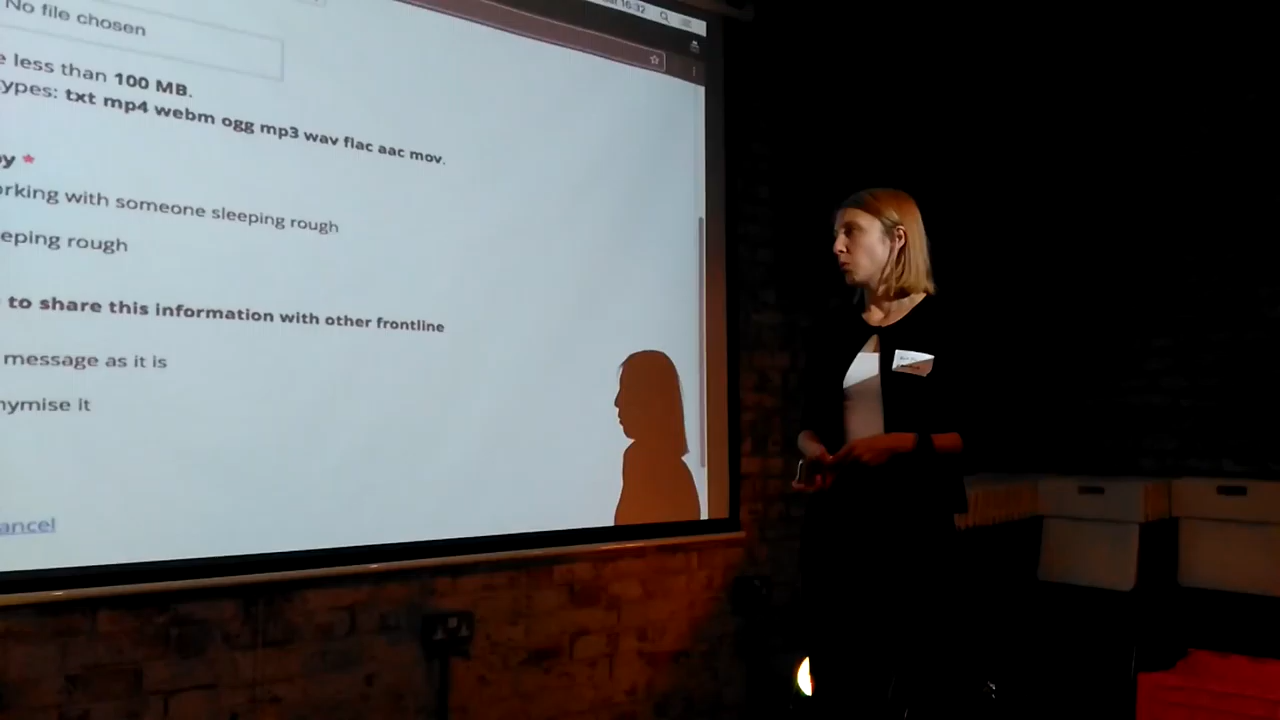 16:32
No file chosen
less than 100 MB.
ypes: txt mp4 webm ogg mp3 wav flac aac mov.
y *
rking with someone sleeping rough
eping rough
to share this information with other frontline
message as it is
nymise it
ancel